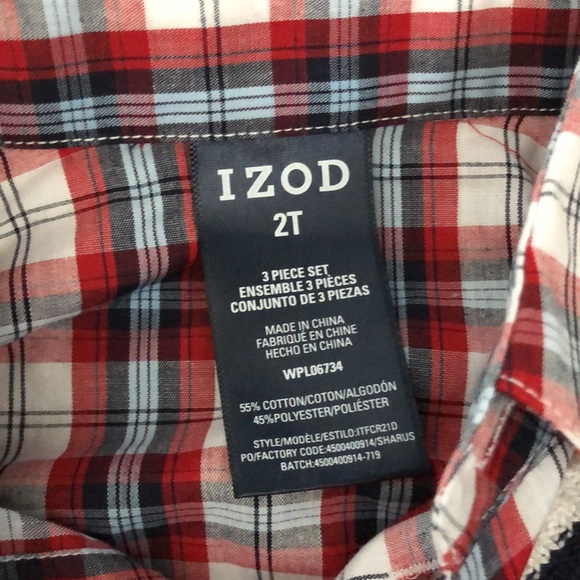 IZOD
2T
3 PIECE SET
ENSEMBLE 3 PIÈCES
CONJUNTO DE 3 PIEZAS
MADE IN CHINA
FABRIQUÉ EN CHINE
HECHO EN CHINA
WPL06734
55% COTTON/COTON/ALGODÓN
45%POLYESTER/POLIÉSTER
STYLE/MODÈLE/ESTILO:ITFCR21D
PO/FACTORY CODE:4500400914/SHARUS
BATCH:4500400914-719